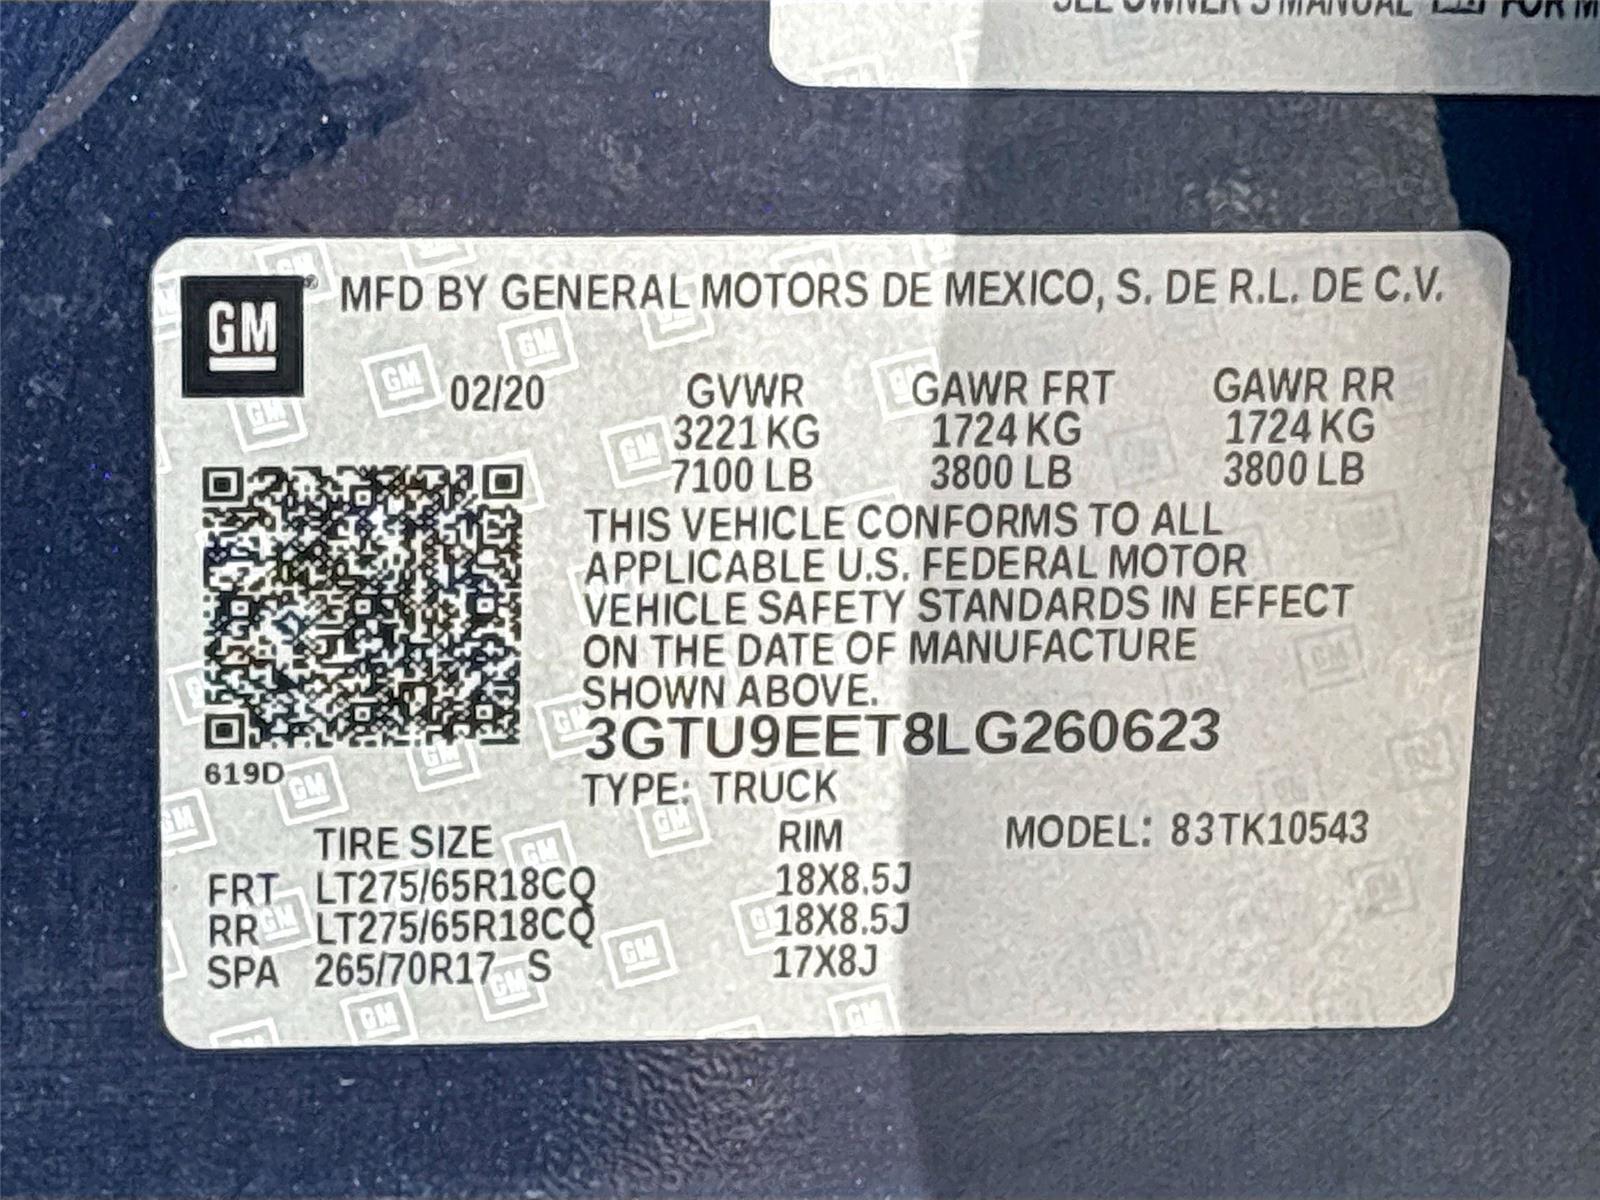 SEE OWNER'S MANUAL FOR M
GM
MFD BY GENERAL MOTORS DE MEXICO, S. DE R.L. DE C.V.
02/20 GVWR GAWR FRT GAWR RR
3221 KG 1724 KG 1724 KG
7100 LB 3800 LB 3800 LB
THIS VEHICLE CONFORMS TO ALL
APPLICABLE U.S. FEDERAL MOTOR
VEHICLE SAFETY STANDARDS IN EFFECT
ON THE DATE OF MANUFACTURE
SHOWN ABOVE.
3GTU9EET8LG260623
619D
TYPE: TRUCK
TIRE SIZE RIM MODEL: 83TK10543
FRT LT275/65R18CQ 18X8.5J
RR LT275/65R18CQ 18X8.5J
SPA 265/70R17 S 17X8J